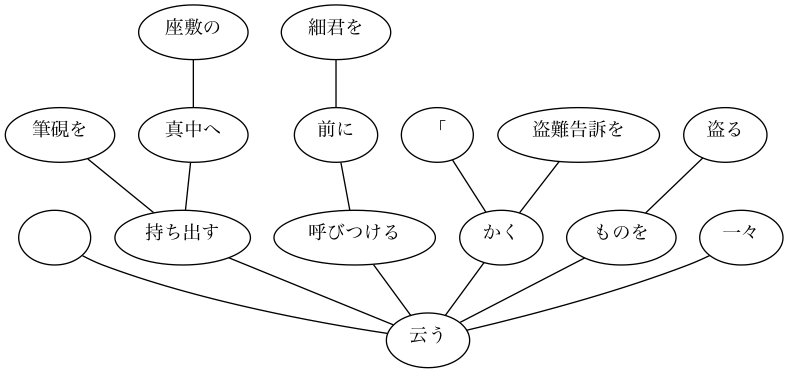 座敷の 細君を
筆硯を 真中へ 前に 「 盗難告訴を 盗る
持ち出す 呼びつける かく ものを 一々
云う